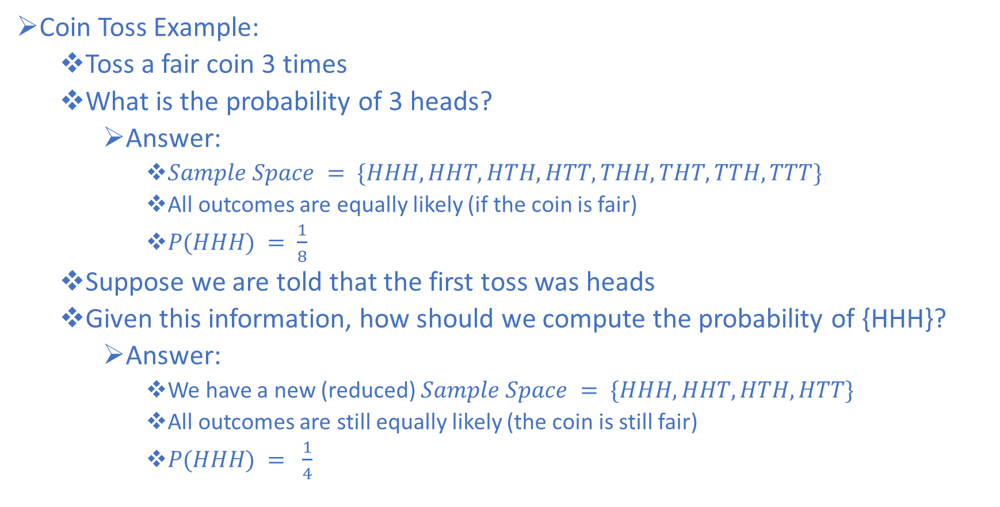 ➢Coin Toss Example:
❖Toss a fair coin 3 times
❖What is the probability of 3 heads?
➢Answer:
❖Sample Space = {HHH, HHT, HTH, HTT, THH, THT, TTH, TTT}
❖All outcomes are equally likely (if the coin is fair)
❖P(HHH) = 1/8
❖Suppose we are told that the first toss was heads
❖Given this information, how should we compute the probability of {HHH}?
➢Answer:
❖We have a new (reduced) Sample Space = {HHH, HHT, HTH, HTT}
❖All outcomes are still equally likely (the coin is still fair)
❖P(HHH) = 1/4